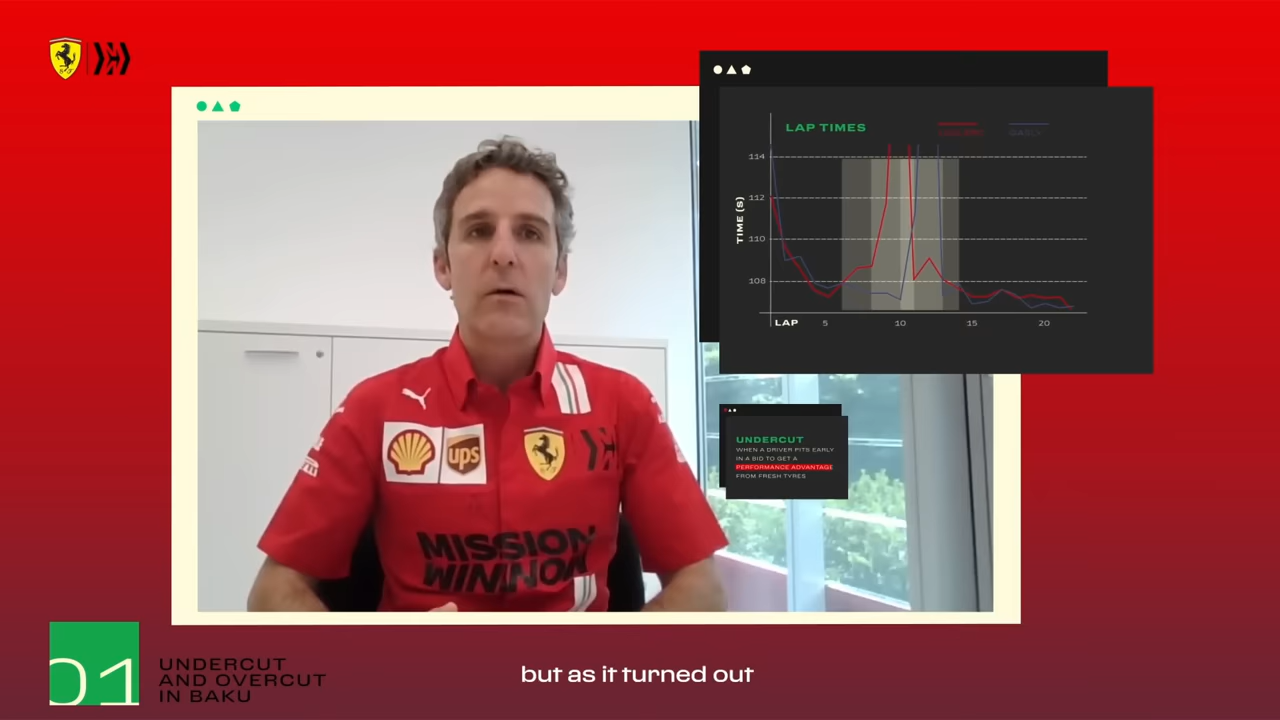 LAP TIMES
114
112
110
108
TIME (S)
LAP
5
10
15
20
UNDERCUT
WHEN A DRIVER PITS EARLY
IN A BID TO GET A
PERFORMANCE ADVANTAGE
FROM FRESH TYRES
ups
MISSION
WINNOW
01
UNDERCUT
AND OVERCUT
IN BAKU
but as it turned out